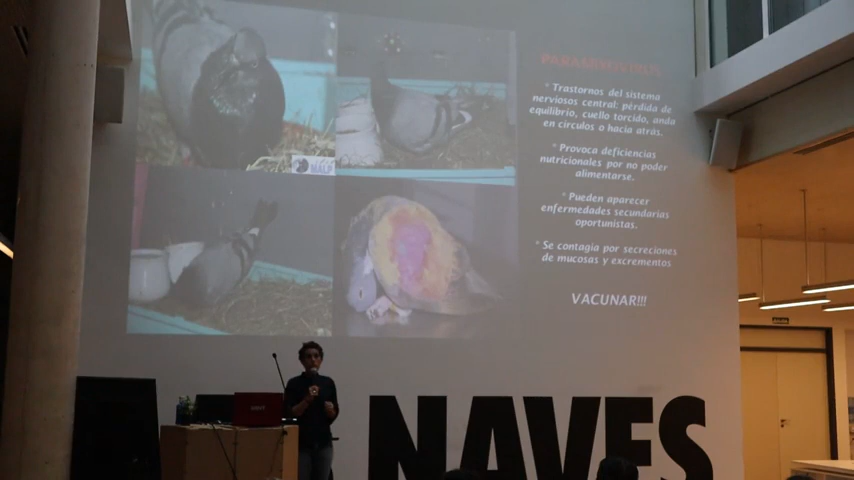 PARAMIXOVIRUS
* Trastornos del sistema
nerviosos central: pérdida de
equilibrio, cuello torcido, anda
en círculos o hacia atrás.
* Provoca deficiencias
nutricionales por no poder
alimentarse.
* Pueden aparecer
enfermedades secundarias
oportunistas.
* Se contagia por secreciones
de mucosas y excrementos
VACUNAR!!!
MALP
NAVES